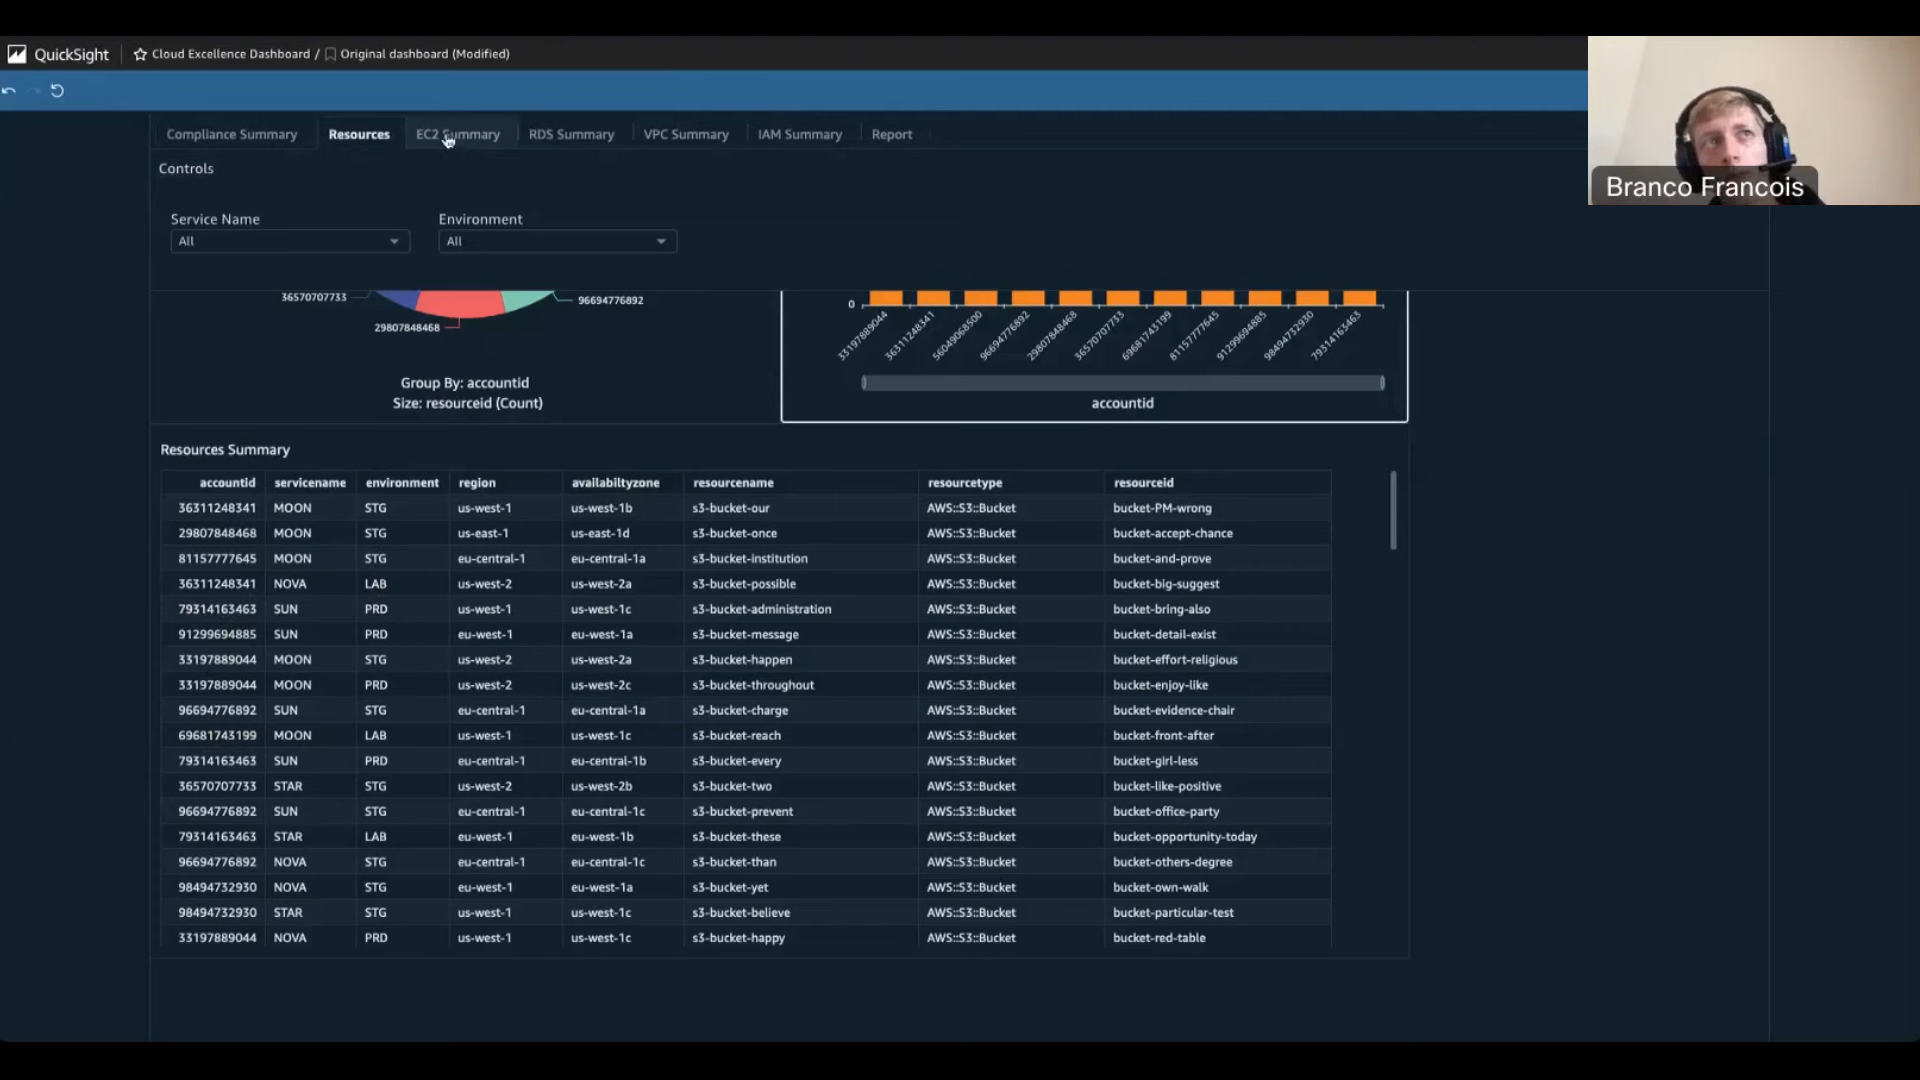 QuickSight Cloud Excellence Dashboard / Original dashboard (Modified)
Compliance Summary Resources EC2 Summary RDS Summary VPC Summary IAM Summary Report
Controls
Branco Francois
Service Name Environment
All All
36570707733 96694776892
29807848468
0
33197889044 36311248341 56049068500 96694776892 29807848468 36570707733 69681743199 81157777645 91299694885 98494732930 79314163463
Group By: accountid
Size: resourceid (Count)
accountid
Resources Summary
accountid servicename environment region availabiltyzone resourcename resourcetype resourceid
36311248341 MOON STG us-west-1 us-west-1b s3-bucket-our AWS::S3::Bucket bucket-PM-wrong
29807848468 MOON STG us-east-1 us-east-1d s3-bucket-once AWS::S3::Bucket bucket-accept-chance
81157777645 MOON STG eu-central-1 eu-central-1a s3-bucket-institution AWS::S3::Bucket bucket-and-prove
36311248341 NOVA LAB us-west-2 us-west-2a s3-bucket-possible AWS::S3::Bucket bucket-big-suggest
79314163463 SUN PRD us-west-1 us-west-1c s3-bucket-administration AWS::S3::Bucket bucket-bring-also
91299694885 SUN PRD eu-west-1 eu-west-1a s3-bucket-message AWS::S3::Bucket bucket-detail-exist
33197889044 MOON STG us-west-2 us-west-2a s3-bucket-happen AWS::S3::Bucket bucket-effort-religious
33197889044 MOON PRD us-west-2 us-west-2c s3-bucket-throughout AWS::S3::Bucket bucket-enjoy-like
96694776892 SUN STG eu-central-1 eu-central-1a s3-bucket-charge AWS::S3::Bucket bucket-evidence-chair
69681743199 MOON LAB us-west-1 us-west-1c s3-bucket-reach AWS::S3::Bucket bucket-front-after
79314163463 SUN PRD eu-central-1 eu-central-1b s3-bucket-every AWS::S3::Bucket bucket-girl-less
36570707733 STAR STG us-west-2 us-west-2b s3-bucket-two AWS::S3::Bucket bucket-like-positive
96694776892 SUN STG eu-central-1 eu-central-1c s3-bucket-prevent AWS::S3::Bucket bucket-office-party
79314163463 STAR LAB eu-west-1 eu-west-1b s3-bucket-these AWS::S3::Bucket bucket-opportunity-today
96694776892 NOVA STG eu-central-1 eu-central-1c s3-bucket-than AWS::S3::Bucket bucket-others-degree
98494732930 NOVA STG eu-west-1 eu-west-1a s3-bucket-yet AWS::S3::Bucket bucket-own-walk
98494732930 STAR STG us-west-1 us-west-1c s3-bucket-believe AWS::S3::Bucket bucket-particular-test
33197889044 NOVA PRD us-west-1 us-west-1c s3-bucket-happy AWS::S3::Bucket bucket-red-table